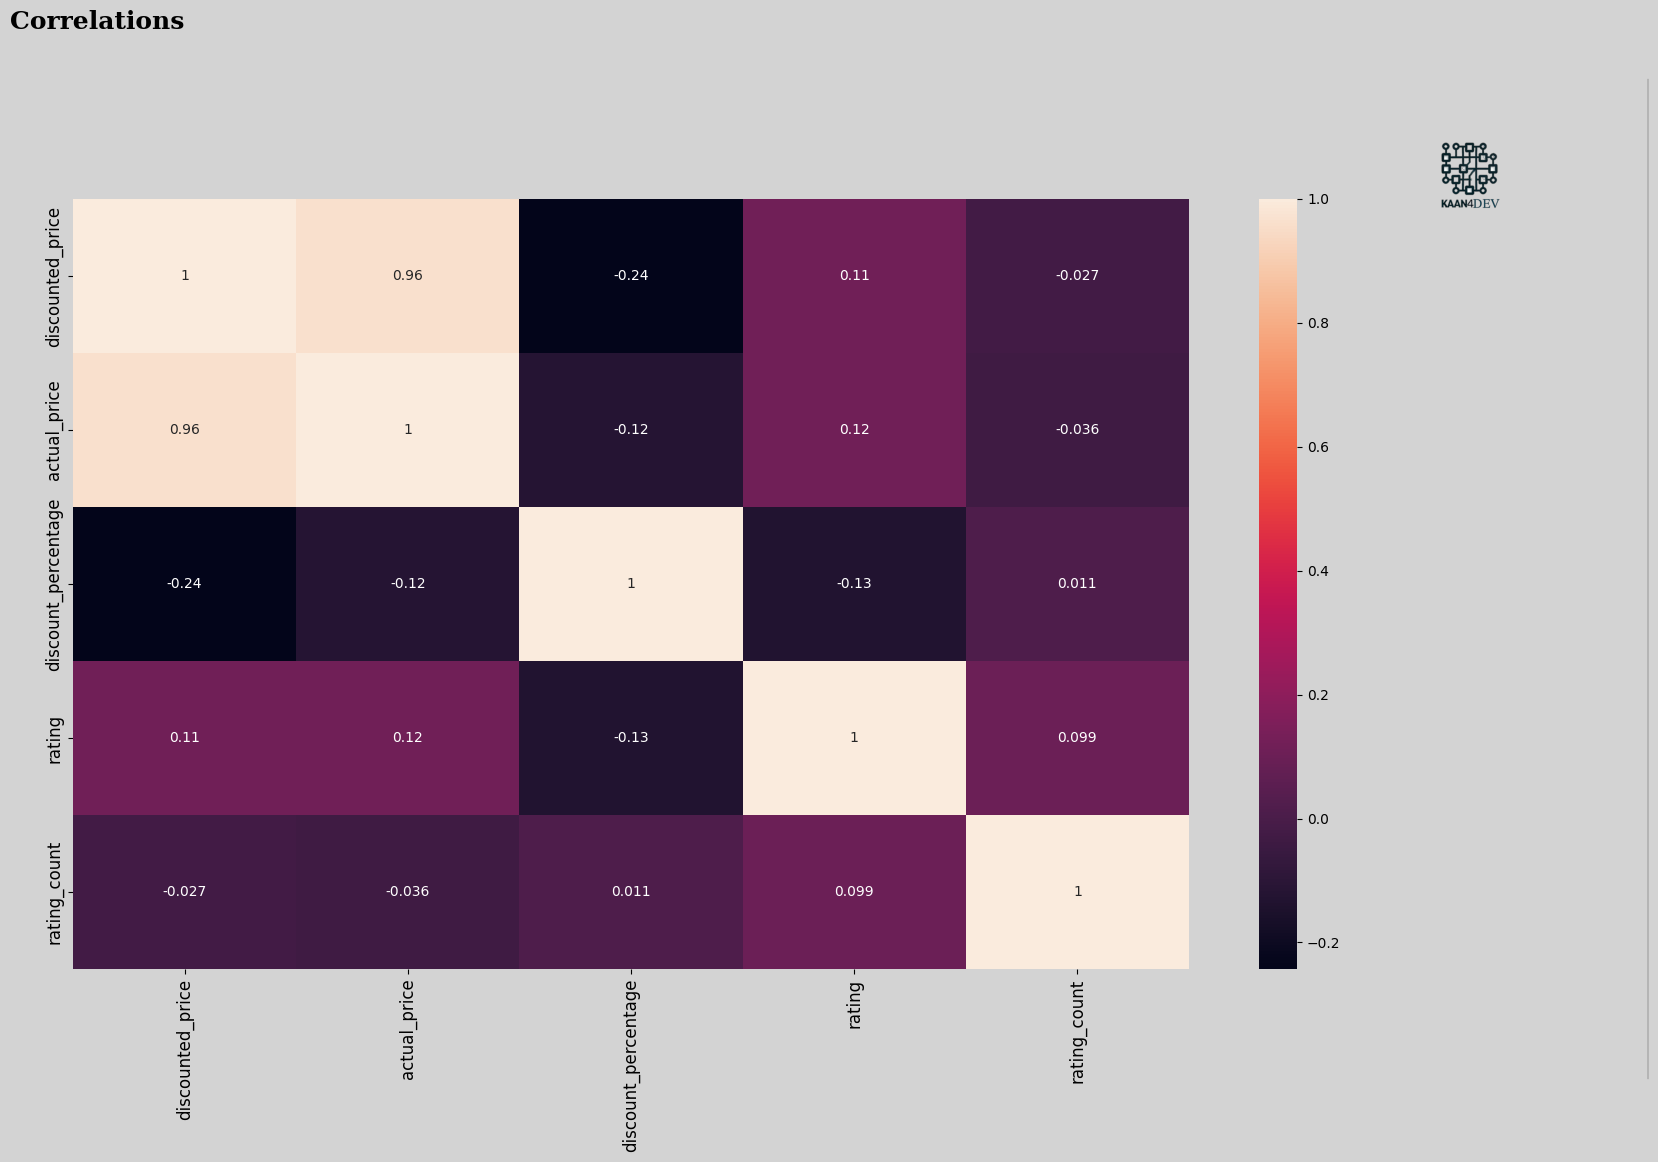 Correlations
KAAN4DEV
discounted_price
1
0.96
-0.24
0.11
-0.027
actual_price
0.96
1
-0.12
0.12
-0.036
discount_percentage
-0.24
-0.12
1
-0.13
0.011
rating
0.11
0.12
-0.13
1
0.099
rating_count
-0.027
-0.036
0.011
0.099
1
discounted_price
actual_price
discount_percentage
rating
rating_count
1.0
0.8
0.6
0.4
0.2
0.0
−0.2